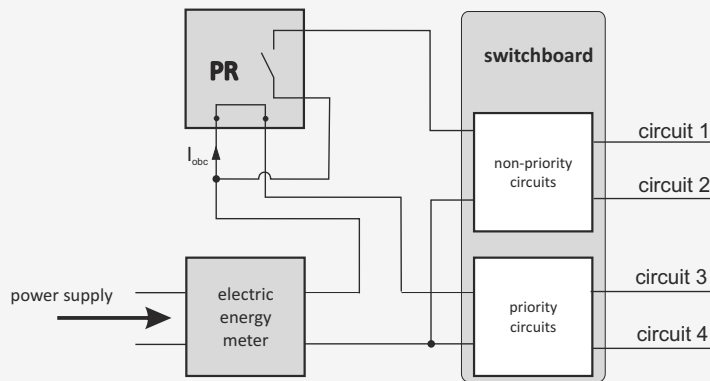 PR
switchboard
I obc
non-priority
circuits
circuit 1
circuit 2
power supply
electric
energy
meter
priority
circuits
circuit 3
circuit 4